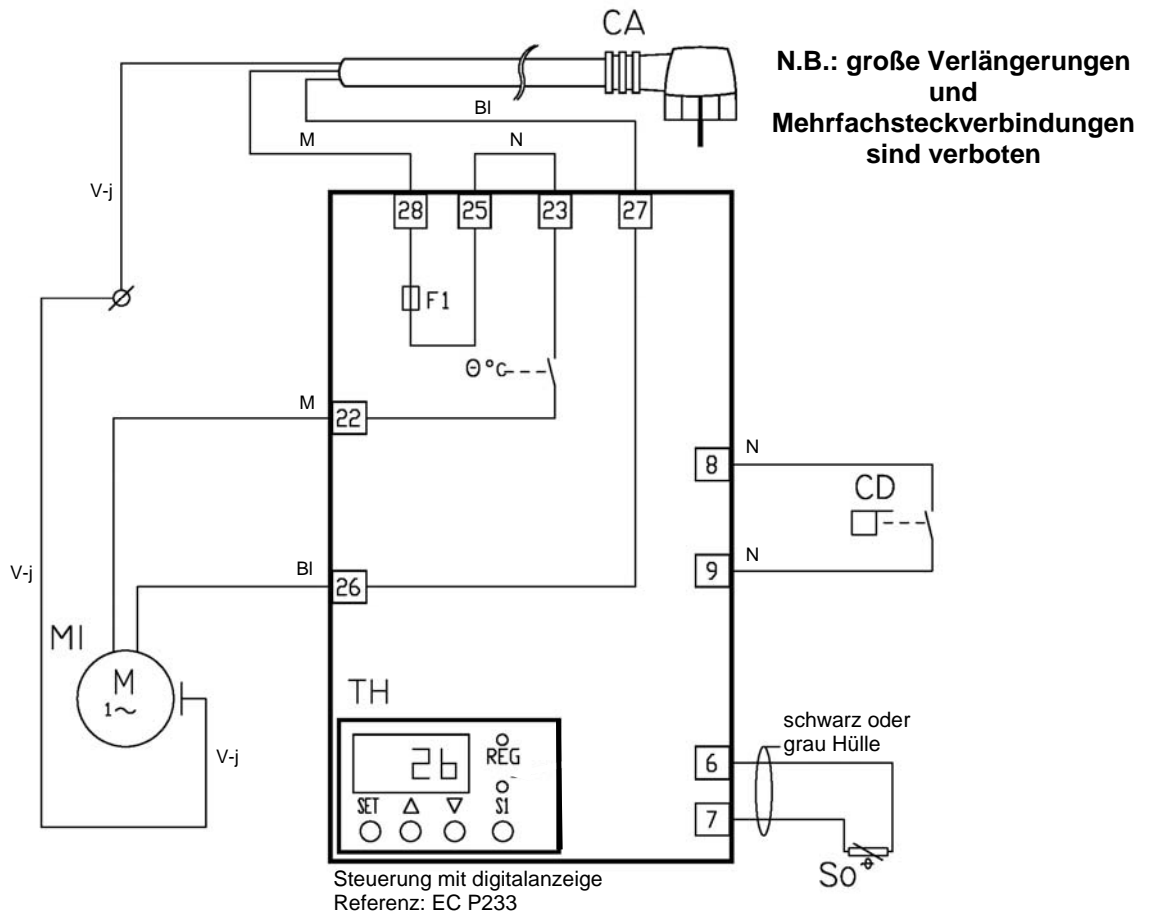 CA
N.B.: große Verlängerungen
und
Mehrfachsteckverbindungen
sind verboten
Bl
M
N
V-j
28
25
23
27
F1
Θ°C
M
22
8
N
CD
9
N
V-j
Bl
26
MI
M
1~
V-j
TH
26
REG
SET
S1
schwarz oder
grau Hülle
6
7
So
Steuerung mit digitalanzeige
Referenz: EC P233